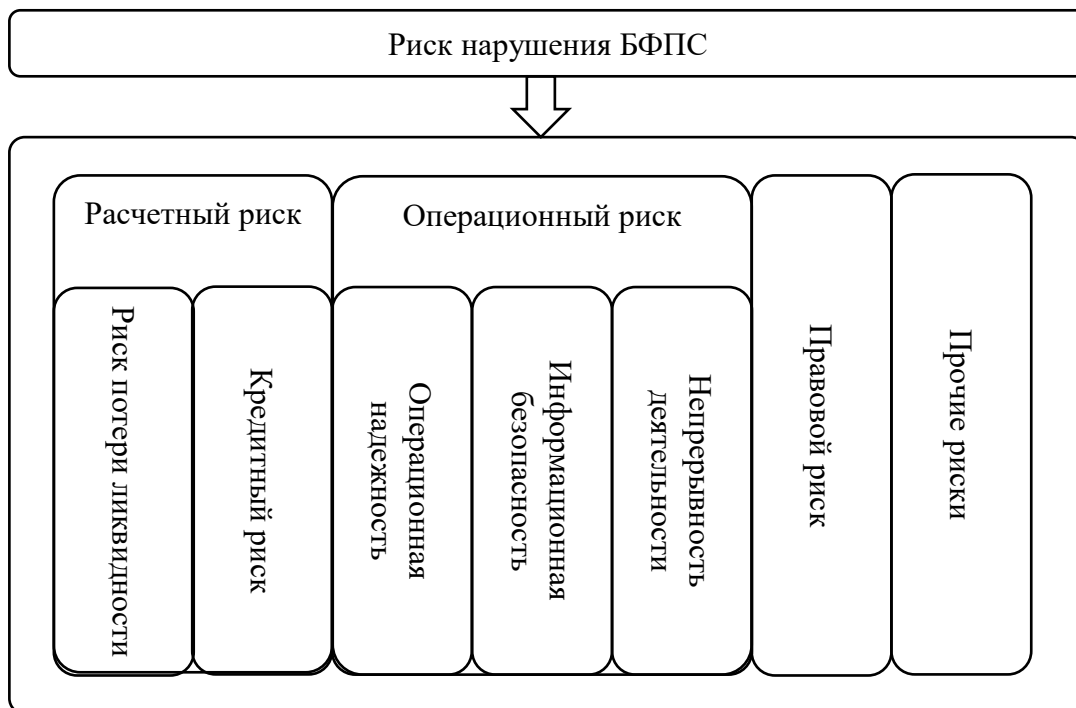 Риск нарушения БФПС
Расчетный риск
Операционный риск
Риск потери ликвидности
Кредитный риск
Операционная
надежность
Информационная
безопасность
Непрерывность
деятельности
Правовой риск
Прочие риски